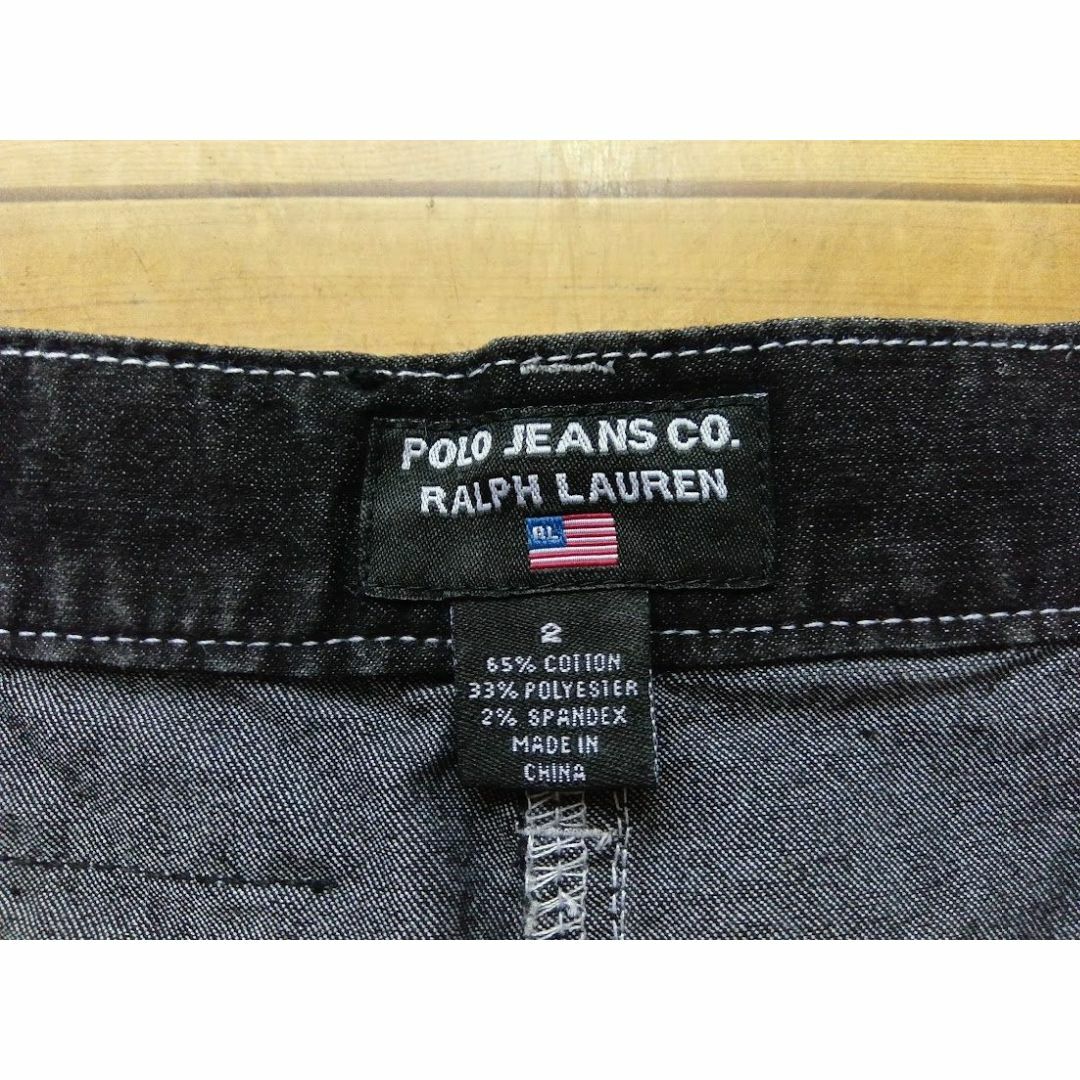 POLO JEANS CO.
RALPH LAUREN
RL
2
65% COTTON
33% POLYESTER
2% SPANDEX
MADE IN
CHINA